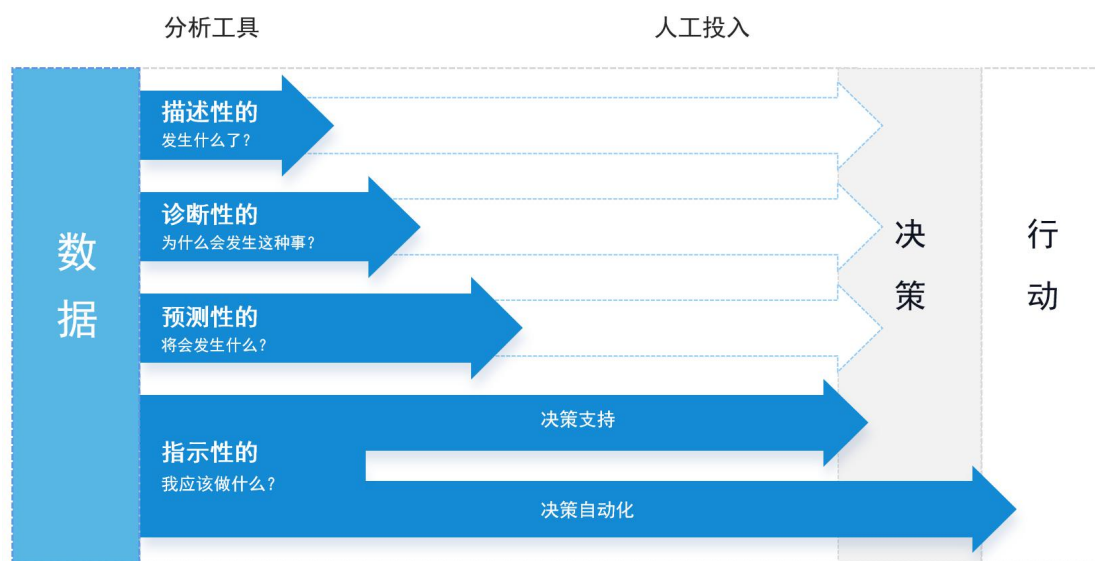 分析工具
人工投入
数据
描述性的
发生什么了?
诊断性的
为什么会发生这种事?
预测性的
将会发生什么?
指示性的
我应该做什么?
决策支持
决策自动化
决策
行动